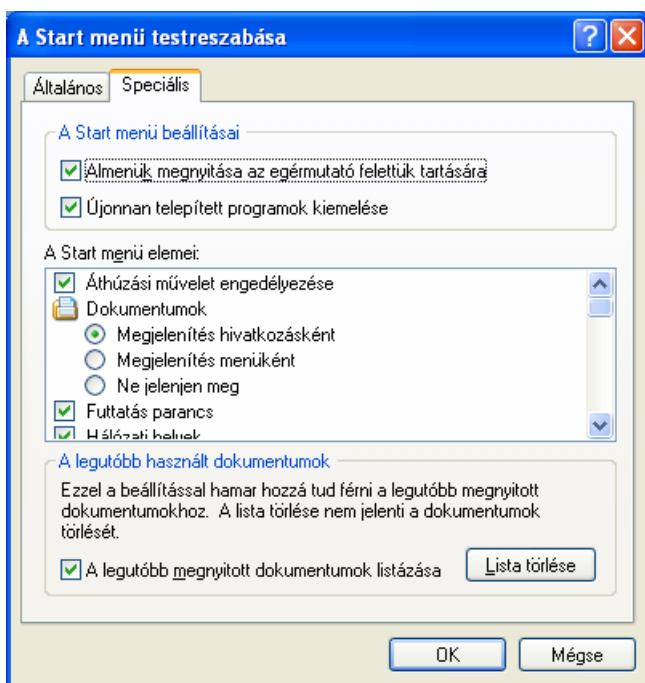 A Start menü testreszabása
Általános Speciális
A Start menü beállításai
Almenük megnyitása az egérmutató felettük tartására
Újonnan telepített programok kiemelése
A Start menü elemei:
Áthúzási művelet engedélyezése
Dokumentumok
Megjelenítés hivatkozásként
Megjelenítés menüként
Ne jelenjen meg
Futtatás parancs
Hálózati helyek
A legutóbb használt dokumentumok
Ezzel a beállítással hamar hozzá tud férni a legutóbb megnyitott
dokumentumokhoz. A lista törlése nem jelenti a dokumentumok
törlését.
A legutóbb megnyitott dokumentumok listázása Lista törlése
OK Mégse